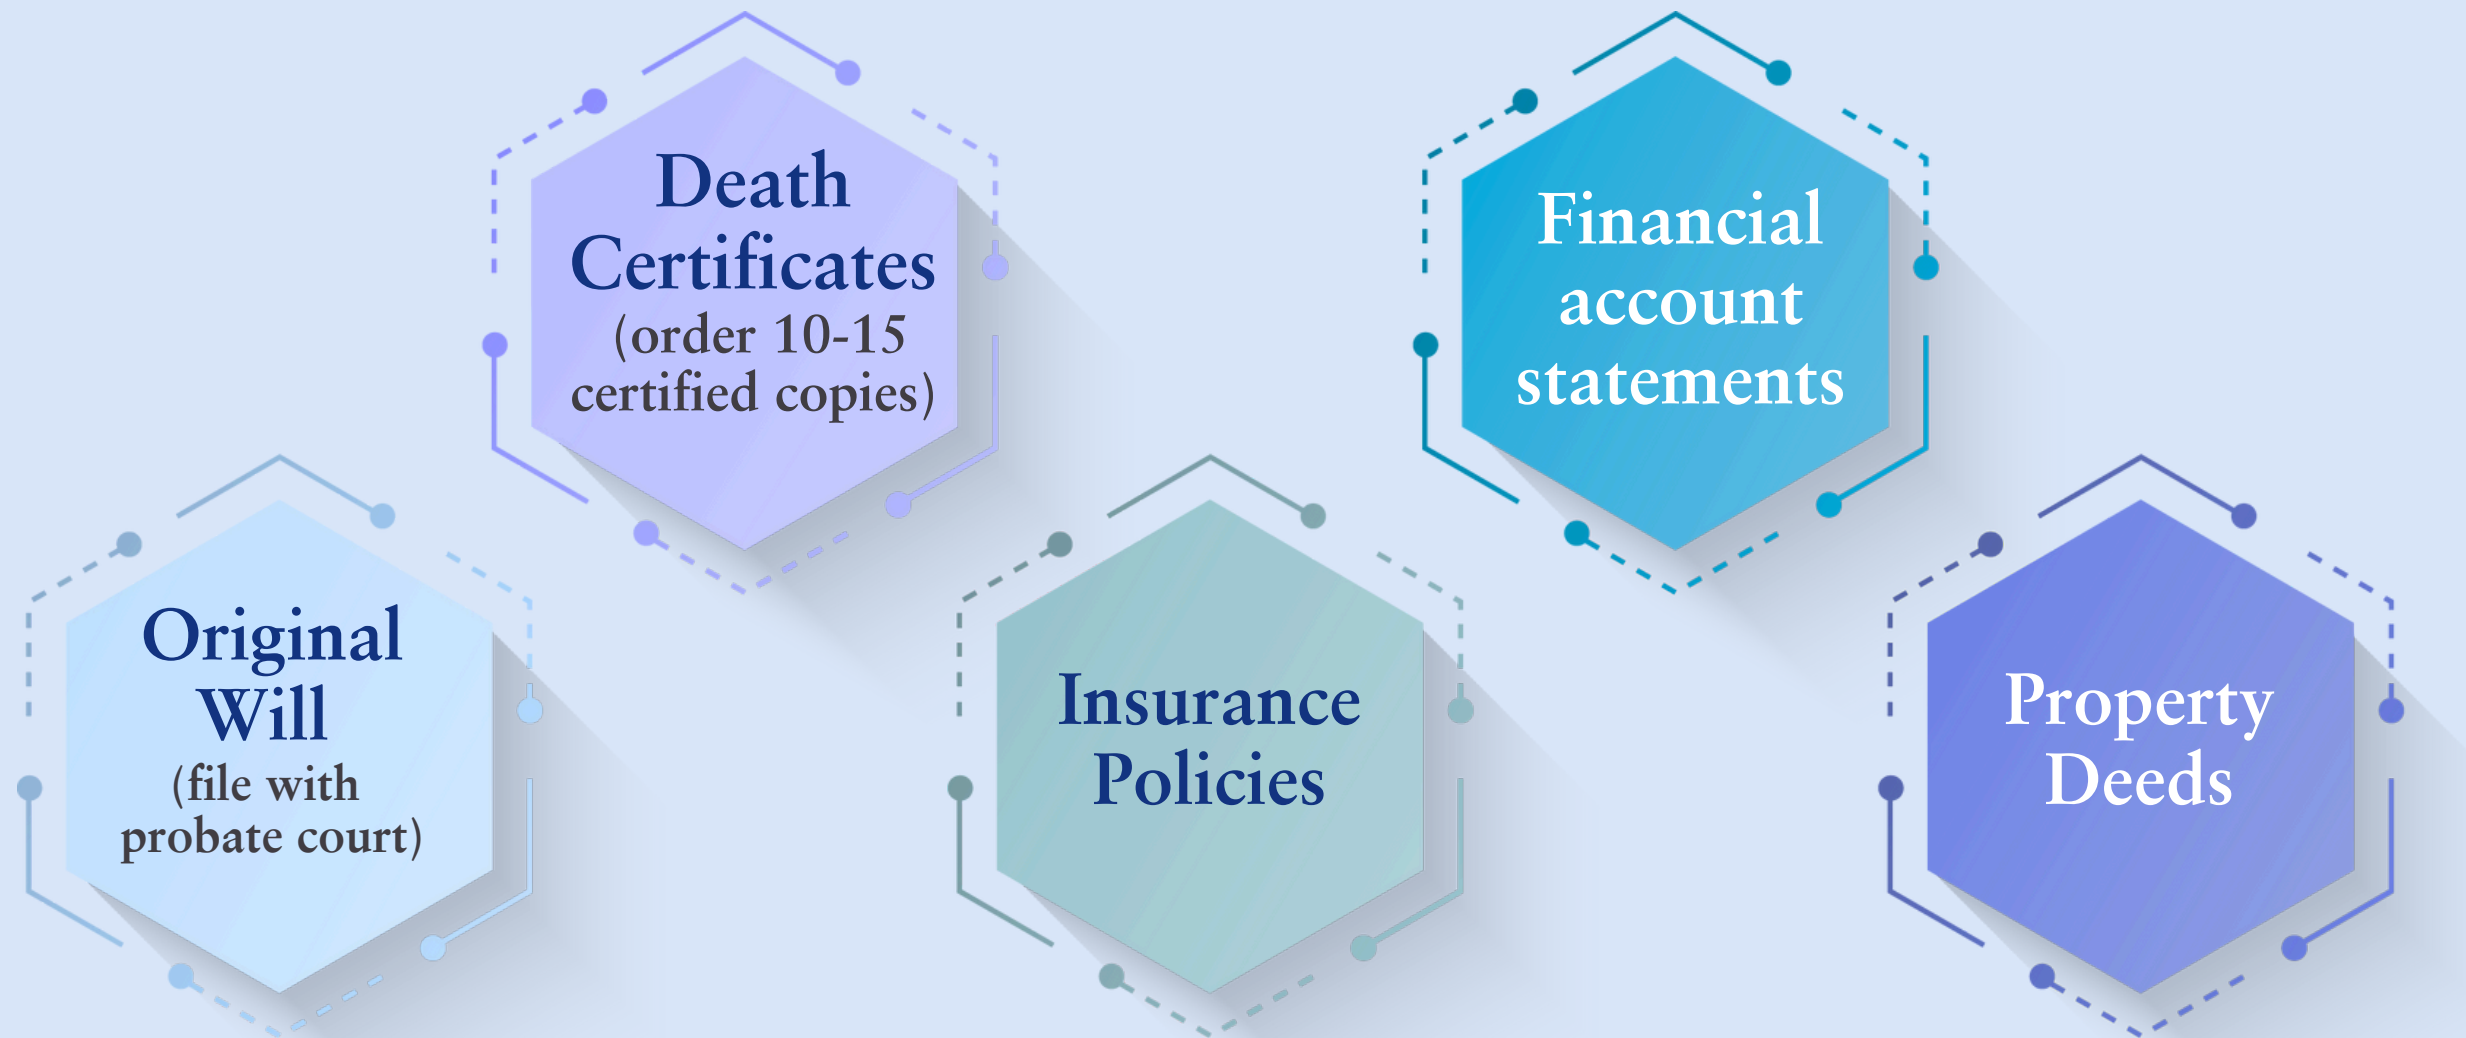 Original
Will
(file with
probate court)
Death
Certificates
(order 10-15
certified copies)
Insurance
Policies
Financial
account
statements
Property
Deeds